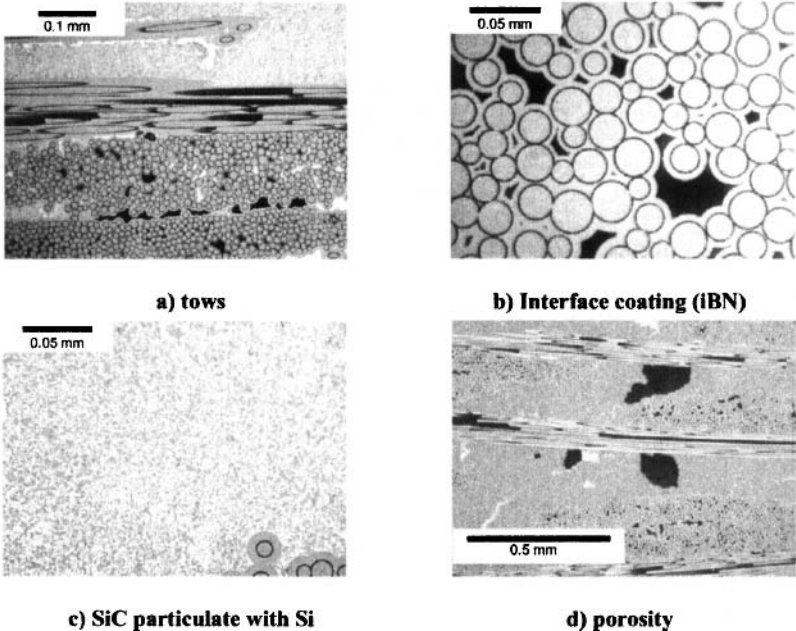 0.1 mm
0.05 mm
a) tows
b) Interface coating (iBN)
0.05 mm
0.5 mm
c) SiC particulate with Si
d) porosity